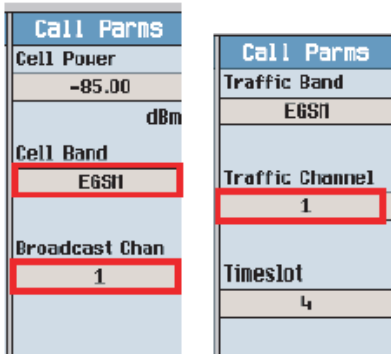 Call Parms
Cell Power
-85.00
dBm
Cell Band
EGSM
Broadcast Chan
1
Call Parms
Traffic Band
EGSM
Traffic Channel
1
Timeslot
4